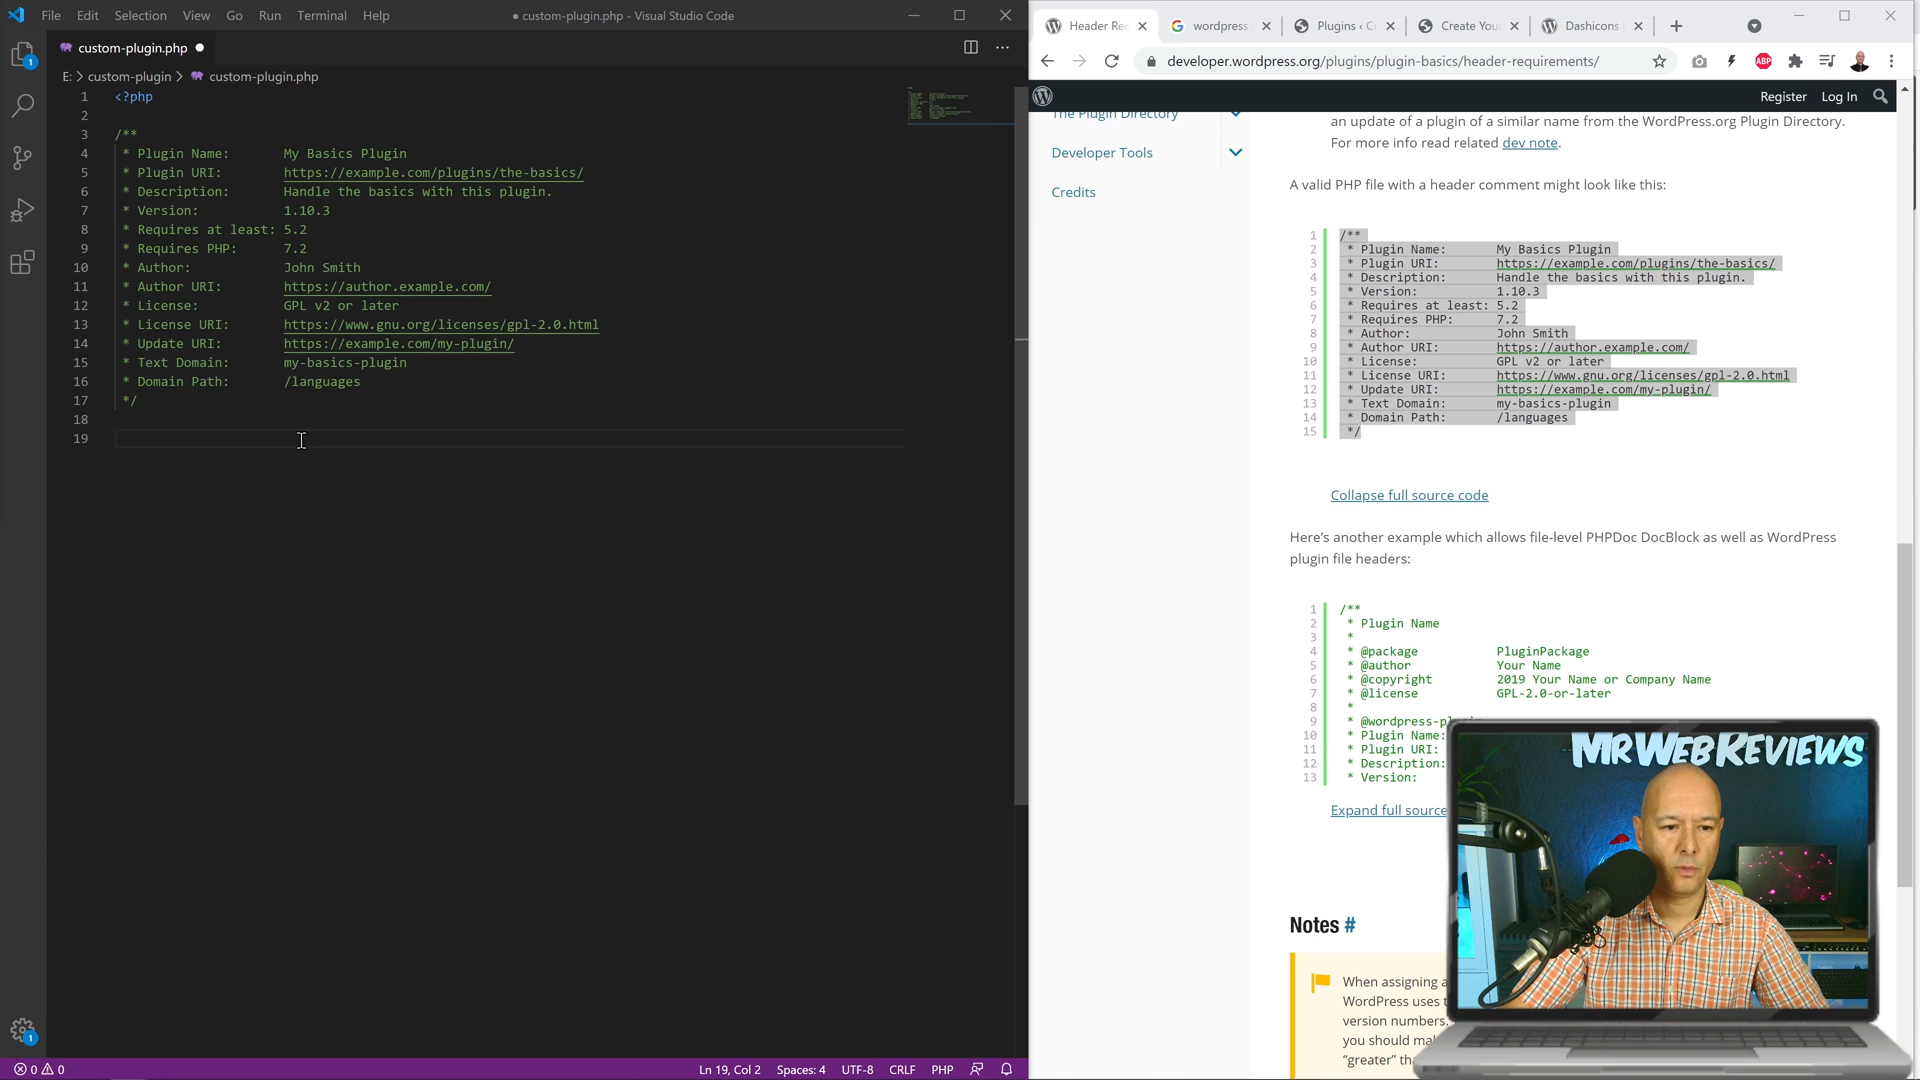 File Edit Selection View Go Run Terminal Help
● custom-plugin.php - Visual Studio Code
custom-plugin.php ●
E: > custom-plugin > custom-plugin.php
1 <?php
2
3 /**
4 * Plugin Name: My Basics Plugin
5 * Plugin URI: https://example.com/plugins/the-basics/
6 * Description: Handle the basics with this plugin.
7 * Version: 1.10.3
8 * Requires at least: 5.2
9 * Requires PHP: 7.2
10 * Author: John Smith
11 * Author URI: https://author.example.com/
12 * License: GPL v2 or later
13 * License URI: https://www.gnu.org/licenses/gpl-2.0.html
14 * Update URI: https://example.com/my-plugin/
15 * Text Domain: my-basics-plugin
16 * Domain Path: /languages
17 */
18
19
1
1
0 0
Ln 19, Col 2 Spaces: 4 UTF-8 CRLF PHP
Header Rec wordpress Plugins ‹ C Create You Dashicons
developer.wordpress.org/plugins/plugin-basics/header-requirements/
ABP
Register Log In
The Plugin Directory
Developer Tools
Credits
an update of a plugin of a similar name from the WordPress.org Plugin Directory.
For more info read related dev note.
A valid PHP file with a header comment might look like this:
1 /**
2 * Plugin Name: My Basics Plugin
3 * Plugin URI: https://example.com/plugins/the-basics/
4 * Description: Handle the basics with this plugin.
5 * Version: 1.10.3
6 * Requires at least: 5.2
7 * Requires PHP: 7.2
8 * Author: John Smith
9 * Author URI: https://author.example.com/
10 * License: GPL v2 or later
11 * License URI: https://www.gnu.org/licenses/gpl-2.0.html
12 * Update URI: https://example.com/my-plugin/
13 * Text Domain: my-basics-plugin
14 * Domain Path: /languages
15 */
Collapse full source code
Here's another example which allows file-level PHPDoc DocBlock as well as WordPress
plugin file headers:
1 /**
2 * Plugin Name
3 *
4 * @package PluginPackage
5 * @author Your Name
6 * @copyright 2019 Your Name or Company Name
7 * @license GPL-2.0-or-later
8 *
9 * @wordpress-plugin
10 * Plugin Name:
11 * Plugin URI:
12 * Description:
13 * Version:
Expand full source
Notes #
When assigning a
WordPress uses t
version numbers.
you should mak
"greater" tha
MRWEBREVIEWS